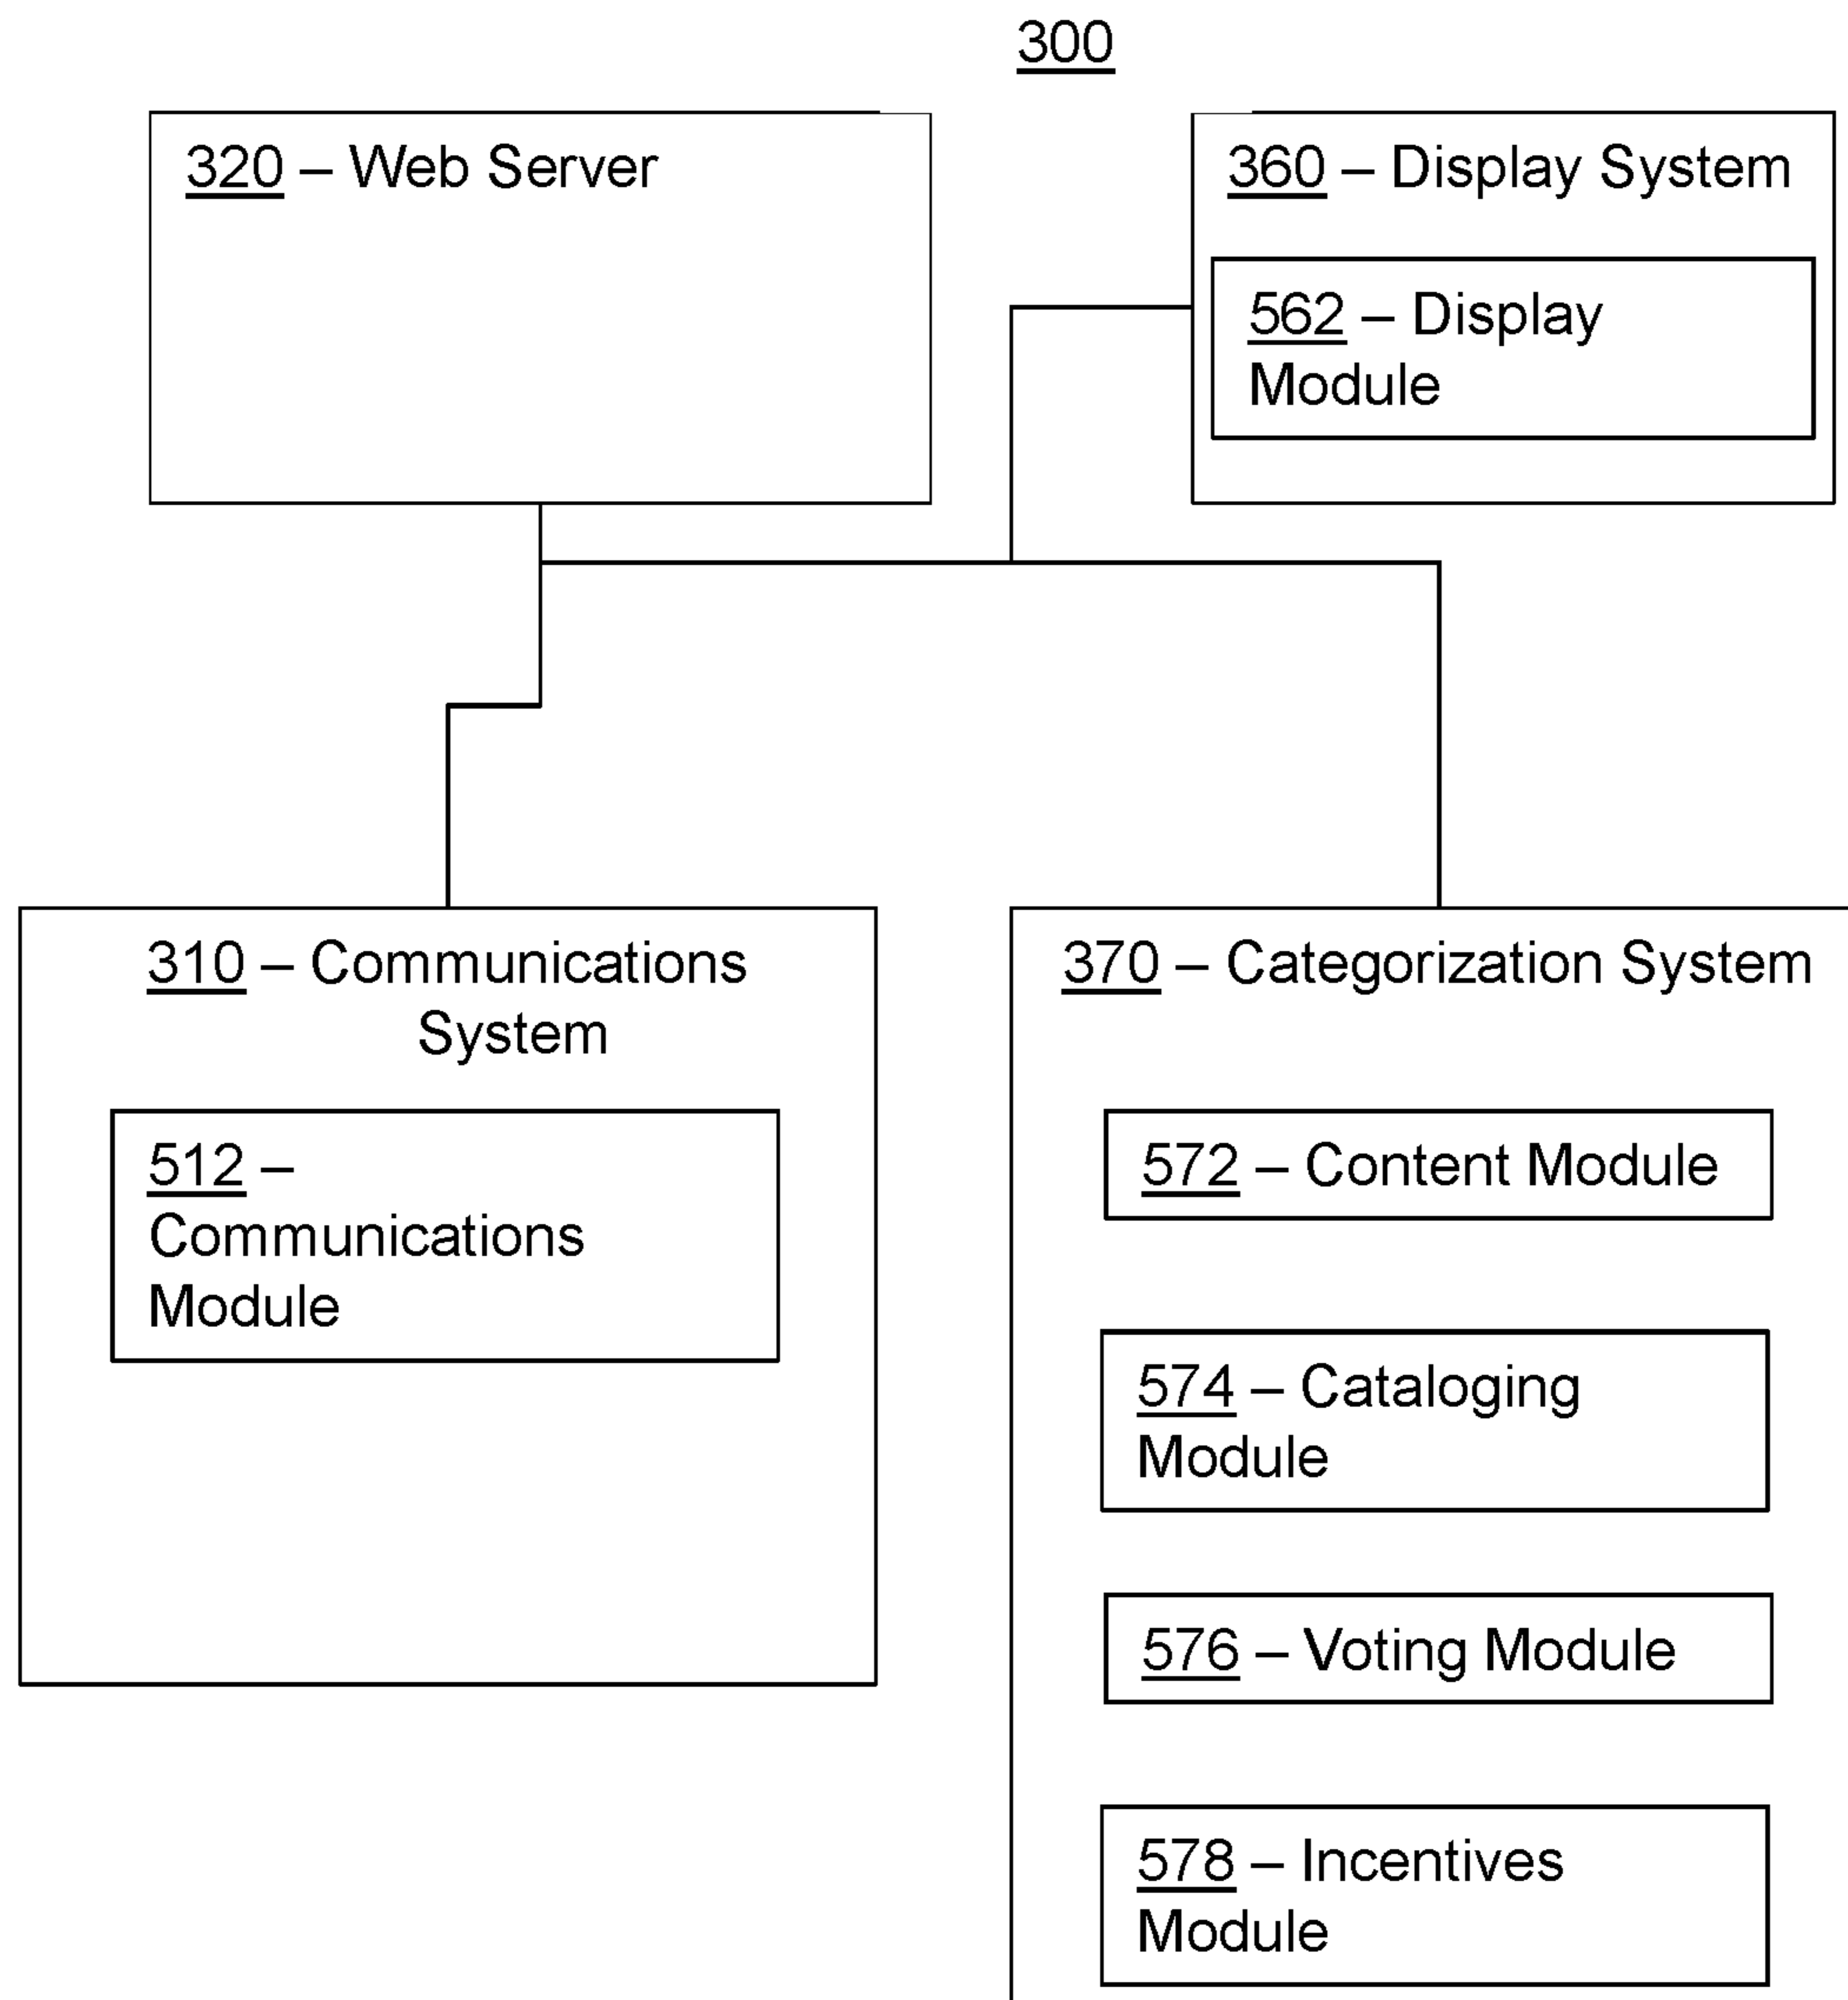 300
320 – Web Server
360 – Display System
562 – Display
Module
310 – Communications
System
512 –
Communications
Module
370 – Categorization System
572 – Content Module
574 – Cataloging
Module
576 – Voting Module
578 – Incentives
Module